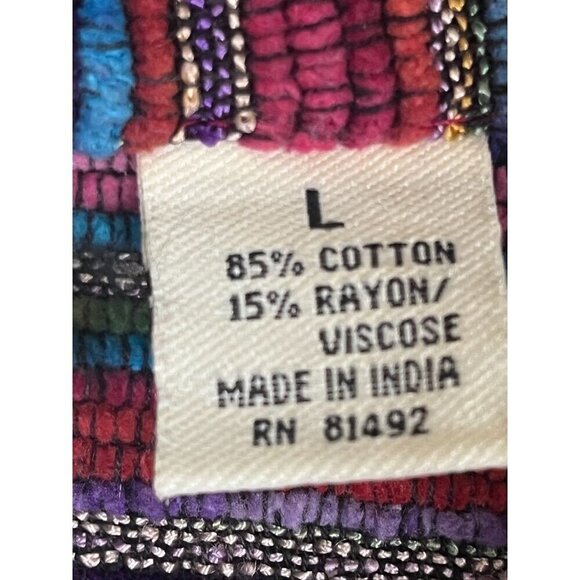 L
85% COTTON
15% RAYON/
VISCOSE
MADE IN INDIA
RN 81492